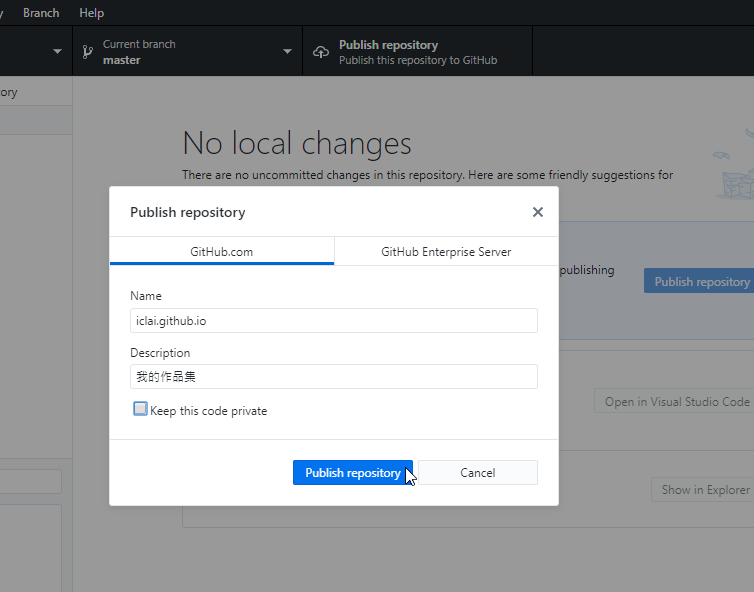 Branch Help
Current branch
master
Publish repository
Publish this repository to GitHub
No local changes
There are no uncommitted changes in this repository. Here are some friendly suggestions for
Publish repository
GitHub.com
GitHub Enterprise Server
publishing
Publish repository
Name
iclai.github.io
Description
我的作品集
Open in Visual Studio Code
Keep this code private
Publish repository
Cancel
Show in Explorer